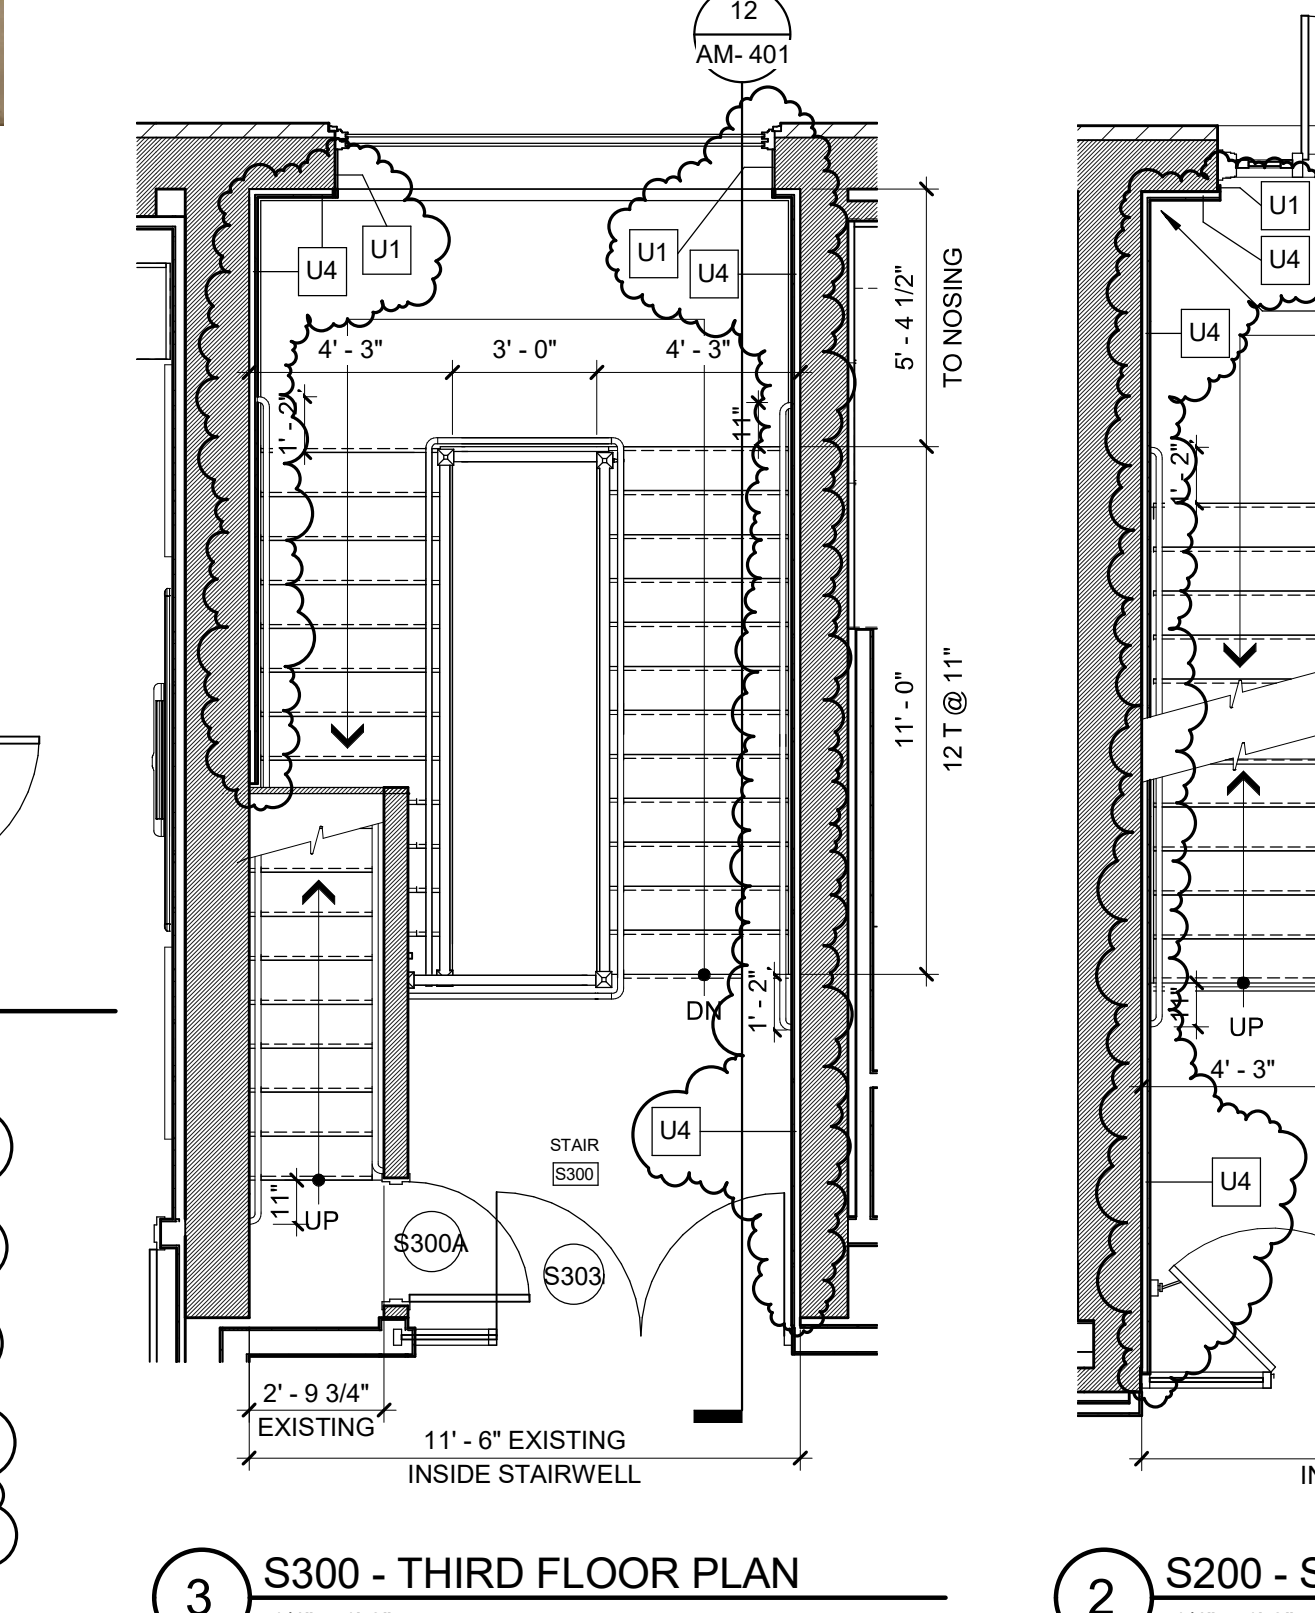 12
AM- 401
U1
U4
U1
U4
5' - 4 1/2"
TO NOSING
4' - 3"
3' - 0"
4' - 3"
1' - 2"
11"
11' - 0"
12 T @ 11"
DN
1' - 2"
U4
STAIR
S300
11"
UP
S300A
S303
2' - 9 3/4"
EXISTING
11' - 6" EXISTING
INSIDE STAIRWELL
3
S300 - THIRD FLOOR PLAN
U1
U4
U4
1' - 2"
11"
UP
4' - 3"
U4
2
S200 - S